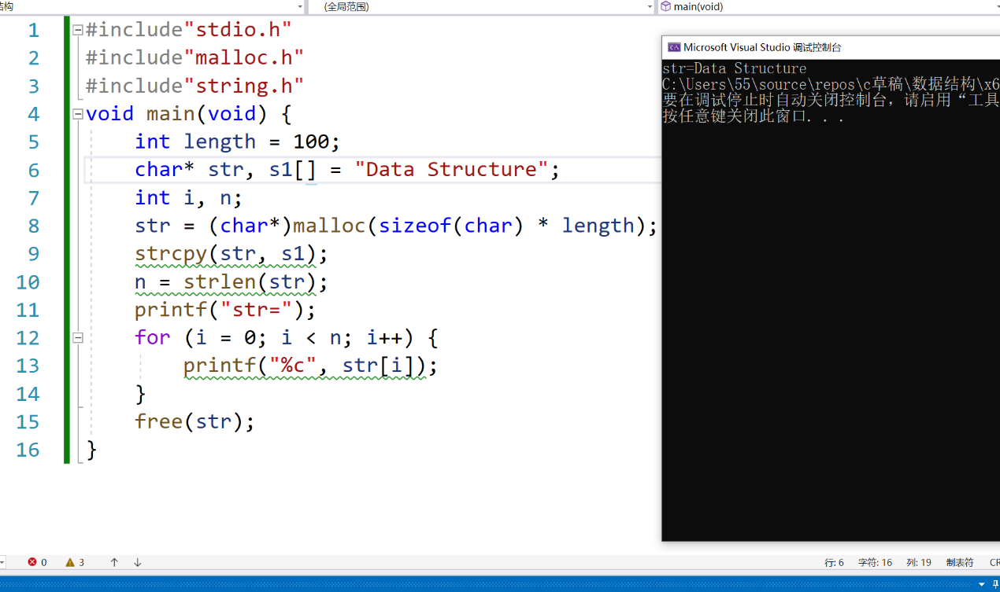 结构
(全局范围)
main(void)
1 #include"stdio.h"
2 #include"malloc.h"
3 #include"string.h"
4 void main(void) {
5 int length = 100;
6 char* str, s1[] = "Data Structure";
7 int i, n;
8 str = (char*)malloc(sizeof(char) * length);
9 strcpy(str, s1);
10 n = strlen(str);
11 printf("str=");
12 for (i = 0; i < n; i++) {
13 printf("%c", str[i]);
14 }
15 free(str);
16 }
Microsoft Visual Studio 调试控制台
str=Data Structure
C:\Users\55\source\repos\c草稿\数据结构\x6
要在调试停止时自动关闭控制台，请启用“工具
按任意键关闭此窗口. . .
0 3 行: 6 字符: 16 列: 19 制表符 CR